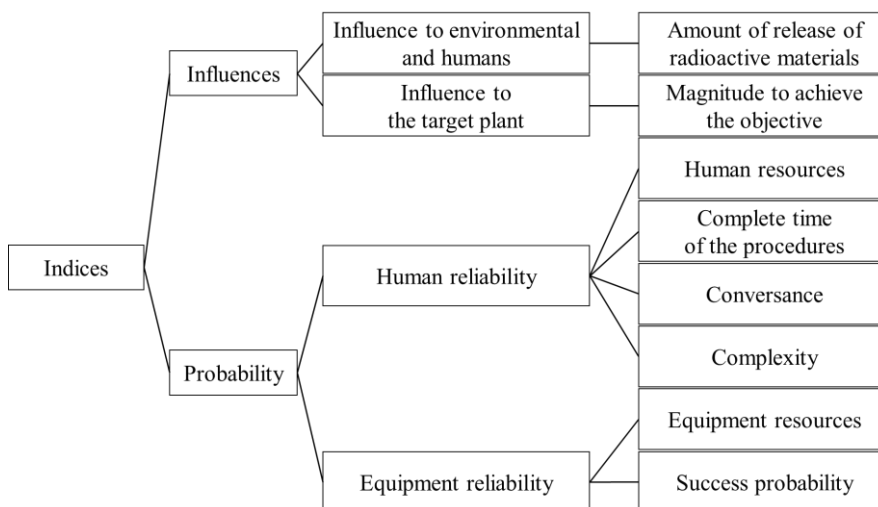 Indices
Influences
Probability
Influence to environmental
and humans
Influence to
the target plant
Human reliability
Equipment reliability
Amount of release of
radioactive materials
Magnitude to achieve
the objective
Human resources
Complete time
of the procedures
Conversance
Complexity
Equipment resources
Success probability